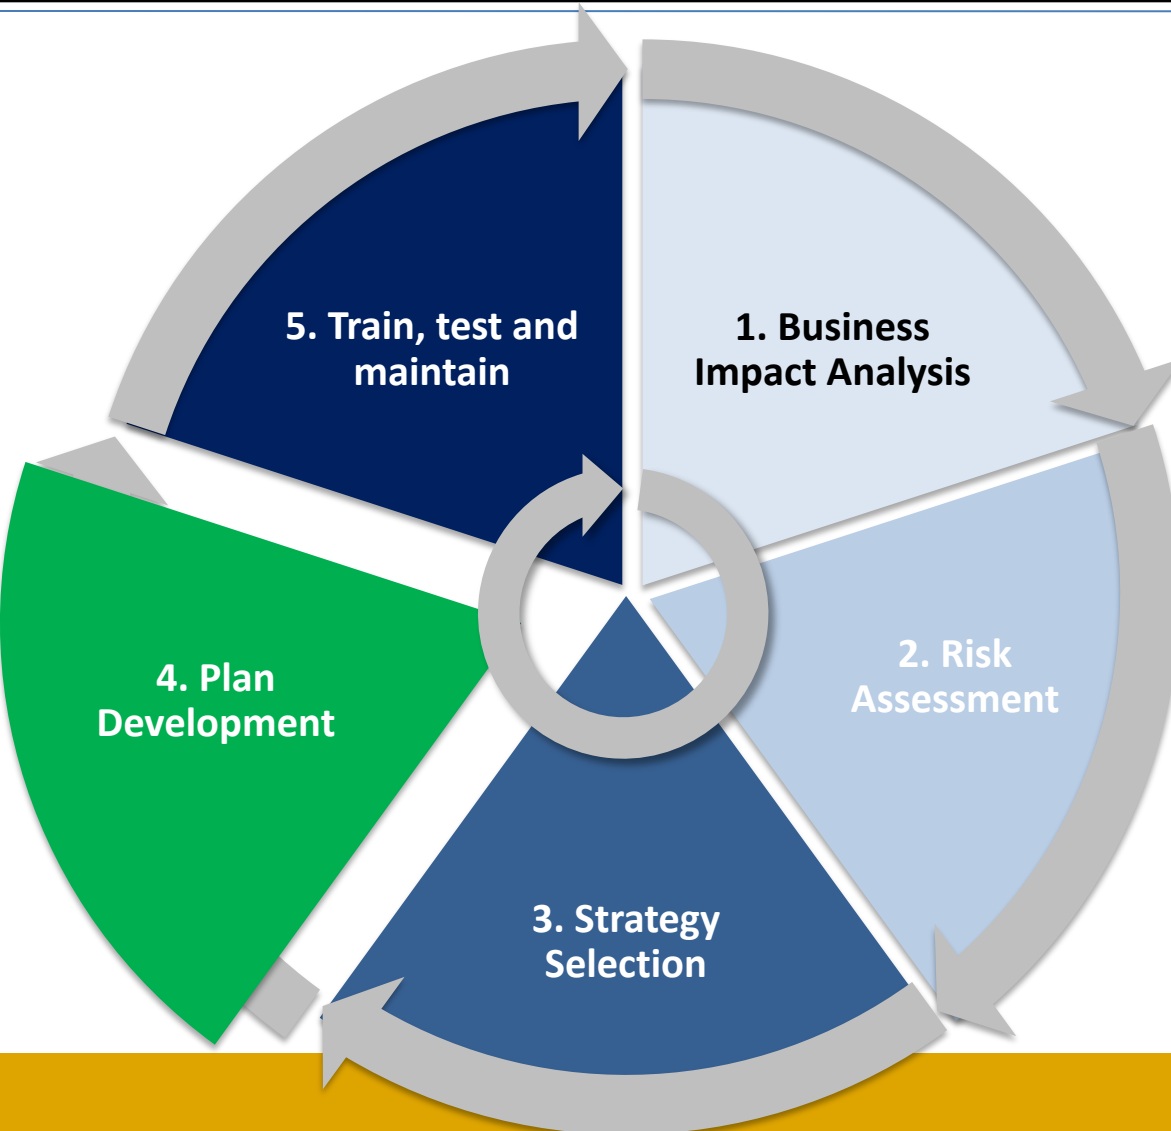 1. Business
Impact Analysis
2. Risk
Assessment
3. Strategy
Selection
4. Plan
Development
5. Train, test and
maintain